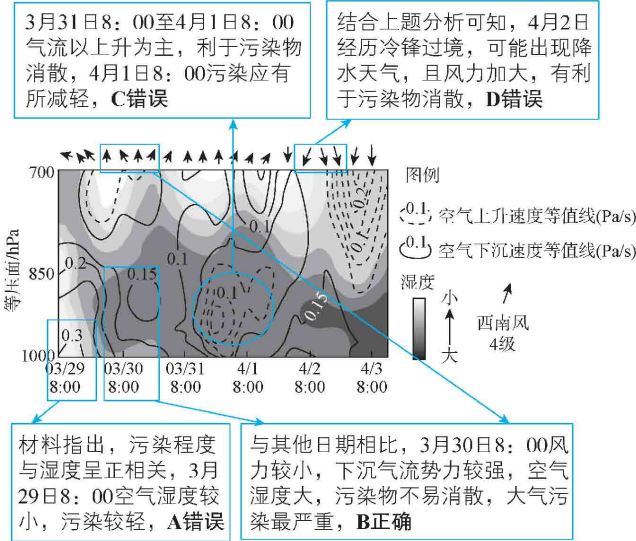 3月31日8：00至4月1日8：00
气流以上升为主，利于污染物
消散，4月1日8：00污染应有
所减轻，C错误
结合上题分析可知，4月2日
经历冷锋过境，可能出现降
水天气，且风力加大，有利
于污染物消散，D错误
700
850
1000
等压面/hPa
0.2
0.3
0.15
0.1
0.1
0.1
0.15
0.2
0.1
03/29
8:00
03/30
8:00
03/31
8:00
4/1
8:00
4/2
8:00
4/3
8:00
图例
0.1 空气上升速度等值线(Pa/s)
0.1 空气下沉速度等值线(Pa/s)
湿度
小
大
西南风
4级
材料指出，污染程度
与湿度呈正相关，3月
29日8：00空气湿度较
小，污染较轻，A错误
与其他日期相比，3月30日8：00风
力较小，下沉气流势力较强，空气
湿度大，污染物不易消散，大气污
染最严重，B正确